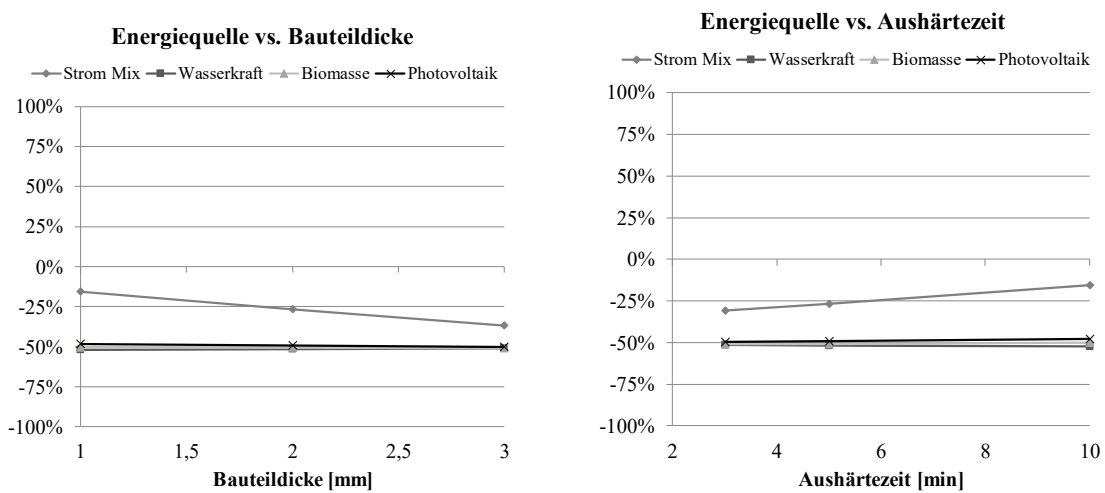 Energiequelle vs. Bauteildicke
Strom Mix Wasserkraft Biomasse Photovoltaik
100%
75%
50%
25%
0%
-25%
-50%
-75%
-100%
1 1,5 2 2,5 3
Bauteildicke [mm]
Energiequelle vs. Aushärtezeit
Strom Mix Wasserkraft Biomasse Photovoltaik
100%
75%
50%
25%
0%
-25%
-50%
-75%
-100%
2 4 6 8 10
Aushärtezeit [min]